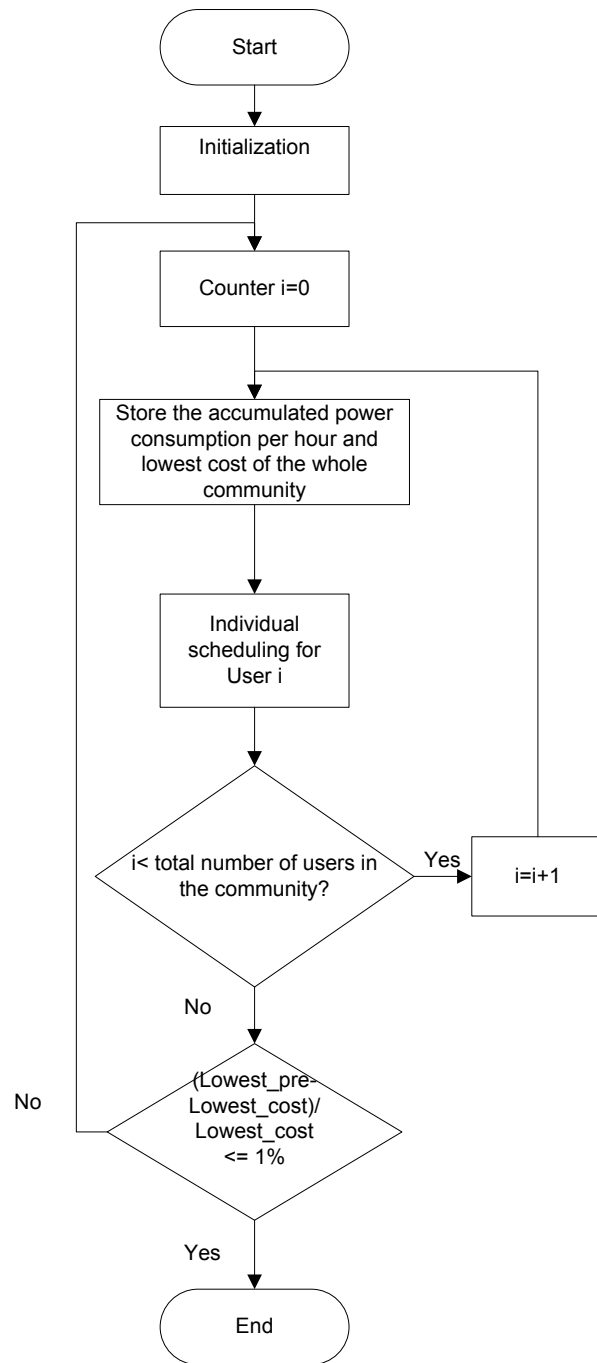 Start
Initialization
Counter i=0
Store the accumulated power
consumption per hour and
lowest cost of the whole
community
Individual
scheduling for
User i
i< total number of users in
the community?
Yes
i=i+1
No
(Lowest_pre-
Lowest_cost)/
Lowest_cost
<= 1%
No
Yes
End